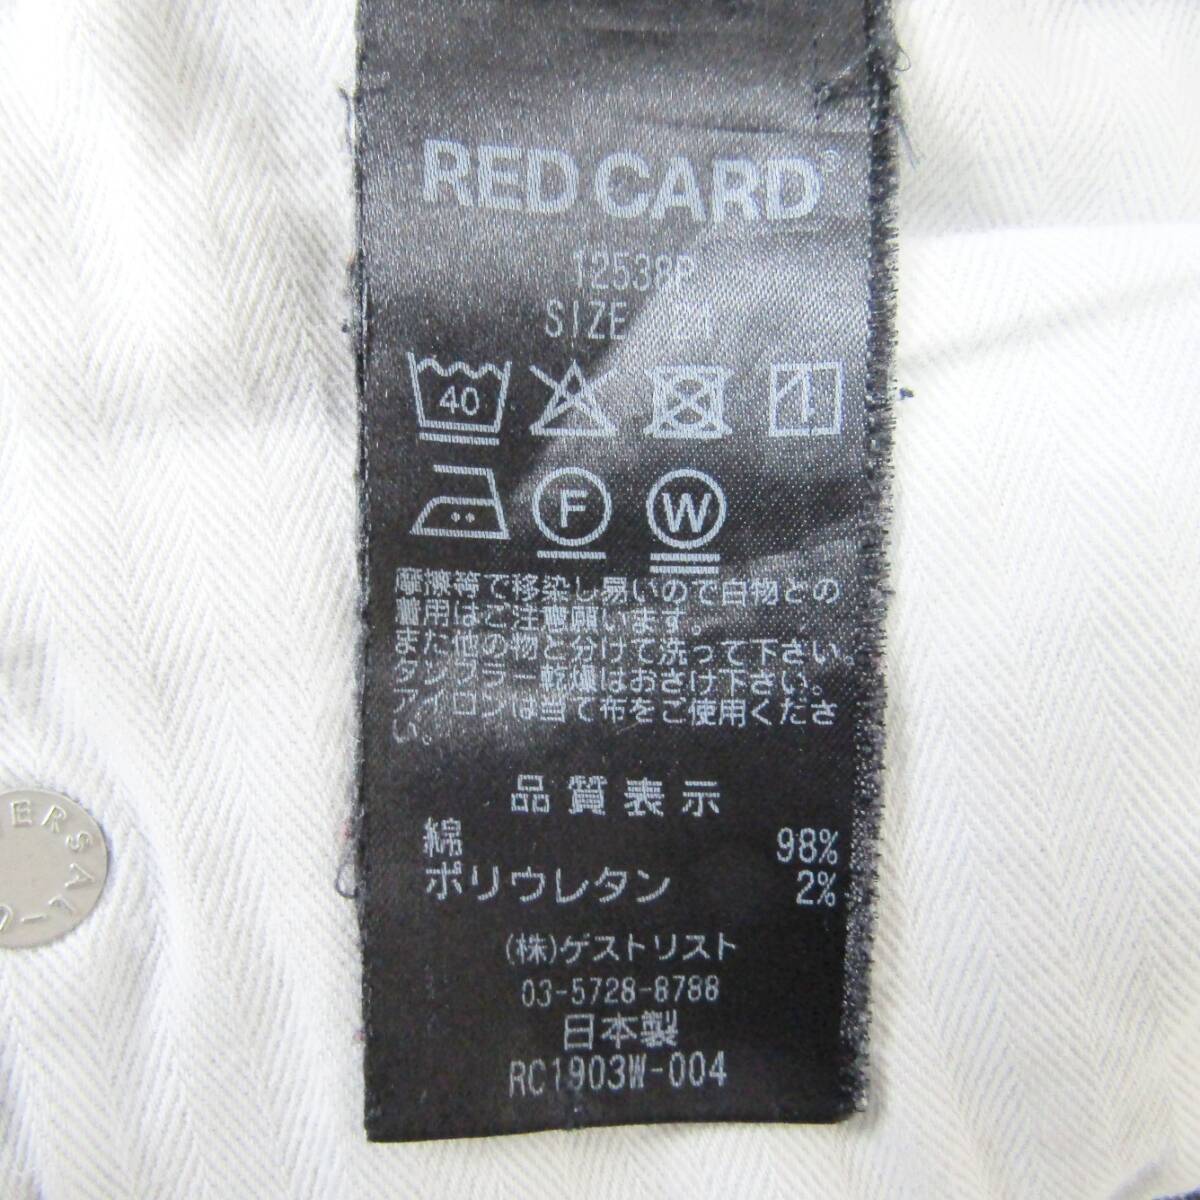 RED CARD®
SIZE
40
F
W
摩擦等で移染し易いので白物との
着用はご注意願います。
また他の物と分けて洗って下さい。
タンブラー乾燥はおさけ下さい。
アイロンは当て布をご使用くださ
い。
品質表示
綿 98%
ポリウレタン 2%
(株)ゲストリスト
03-5728-8788
日本製
RC1903W-004
ERSAL